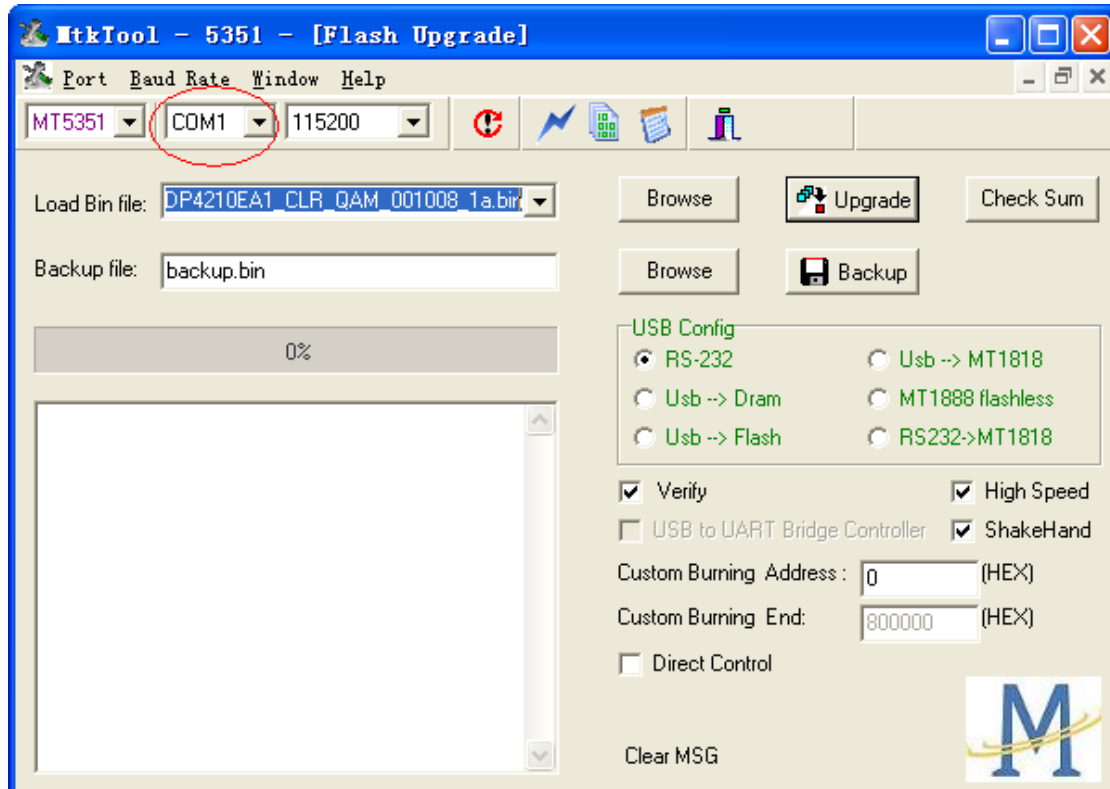 MtkTool - 5351 - [Flash Upgrade]
Port Baud Rate Window Help
MT5351 COM1 115200
Load Bin file: DP4210EA1_CLR_QAM_001008_1a.bin Browse Upgrade Check Sum
Backup file: backup.bin Browse Backup
0%
USB Config
RS-232 Usb --> MT1818
Usb --> Dram MT1888 flashless
Usb --> Flash RS232->MT1818
Verify High Speed
USB to UART Bridge Controller ShakeHand
Custom Burning Address : 0 (HEX)
Custom Burning End: 800000 (HEX)
Direct Control
Clear MSG
M